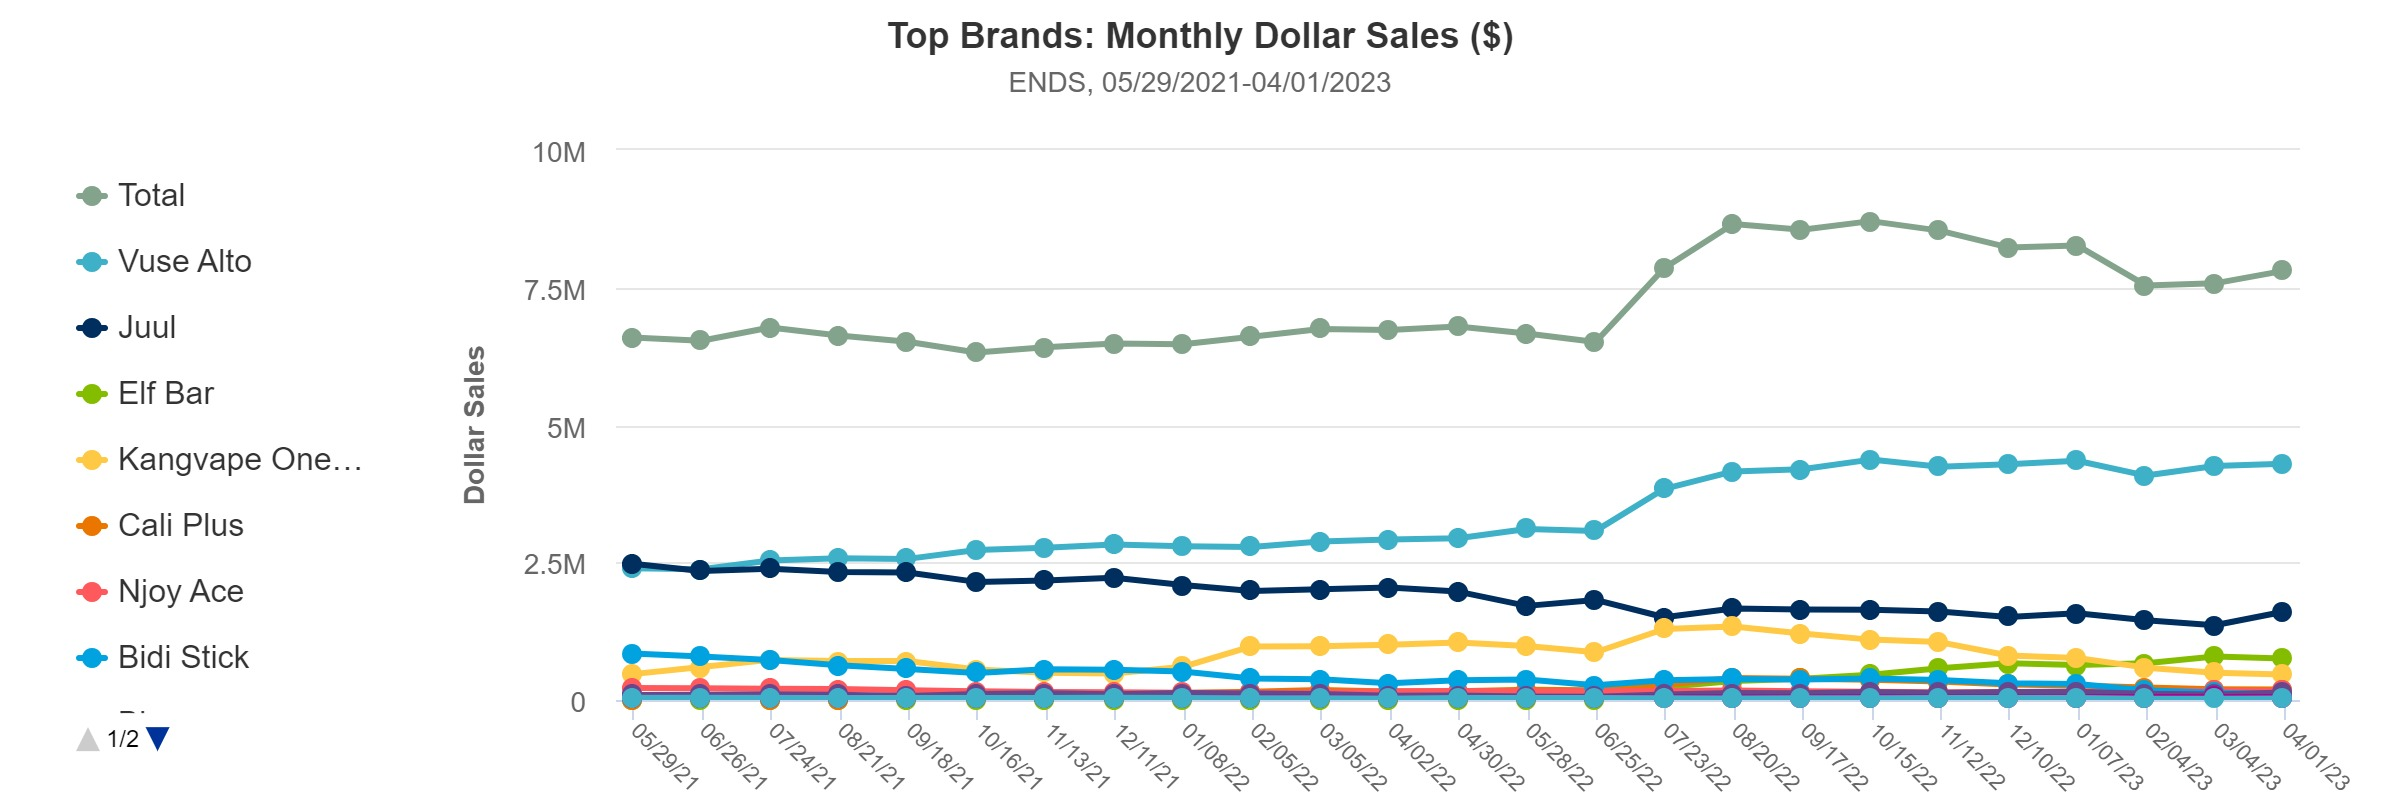 Top Brands: Monthly Dollar Sales ($)
ENDS, 05/29/2021-04/01/2023
Total
Vuse Alto
Juul
Elf Bar
Kangvape One…
Cali Plus
Njoy Ace
Bidi Stick
1/2
Dollar Sales
10M
7.5M
5M
2.5M
0
05/29/21
06/26/21
07/24/21
08/21/21
09/18/21
10/16/21
11/13/21
12/11/21
01/08/22
02/05/22
03/05/22
04/02/22
04/30/22
05/28/22
06/25/22
07/23/22
08/20/22
09/17/22
10/15/22
11/12/22
12/10/22
01/07/23
02/04/23
03/04/23
04/01/23